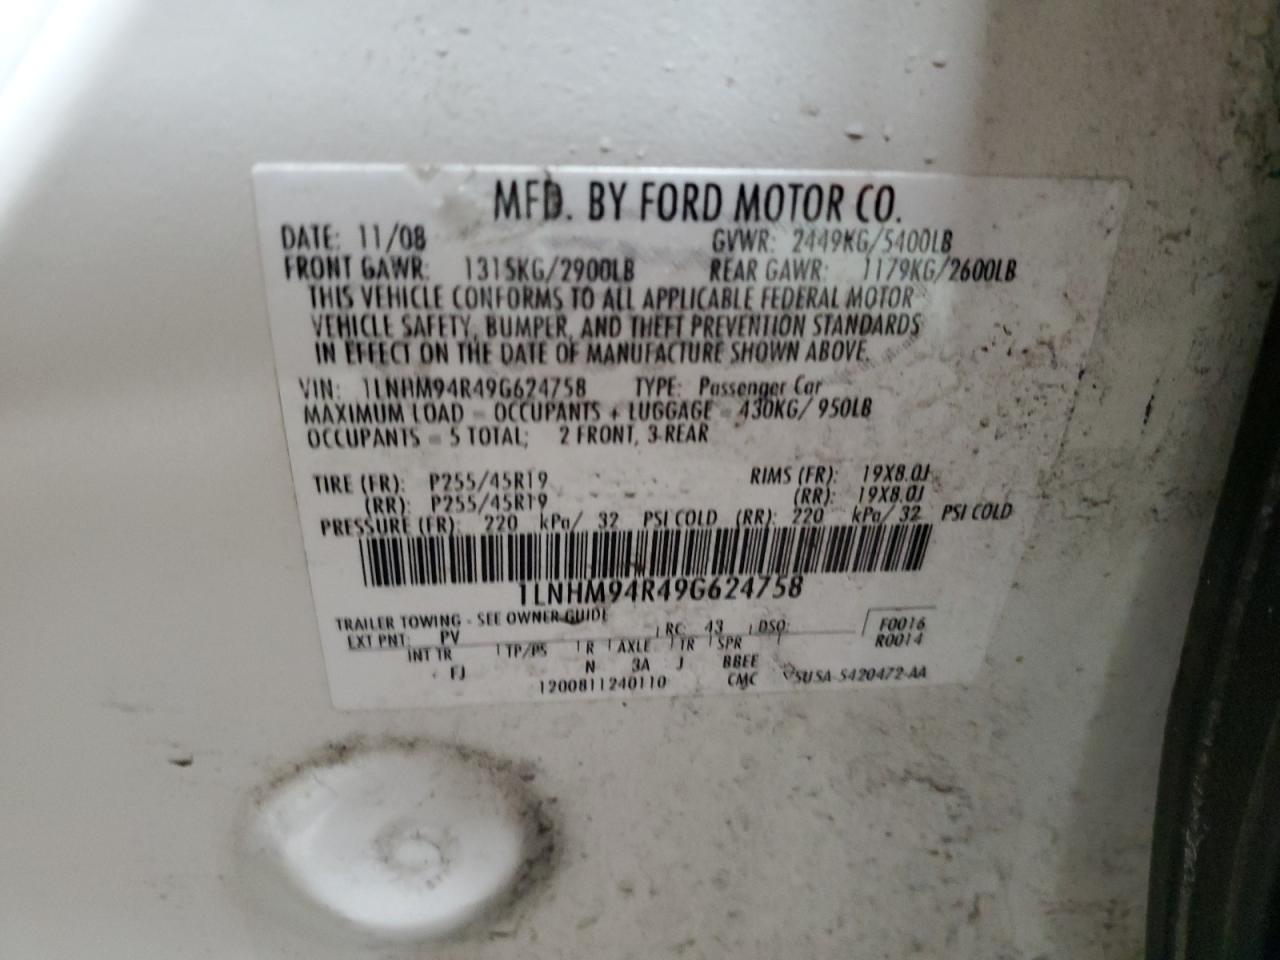 MFD. BY FORD MOTOR CO.
DATE: 11/08 GVWR: 2449KG/5400LB
FRONT GAWR: 1315KG/2900LB REAR GAWR: 1179KG/2600LB
THIS VEHICLE CONFORMS TO ALL APPLICABLE FEDERAL MOTOR
VEHICLE SAFETY, BUMPER, AND THEFT PREVENTION STANDARDS
IN EFFECT ON THE DATE OF MANUFACTURE SHOWN ABOVE.
VIN: 1LNHM94R49G624758 TYPE: Passenger Car
MAXIMUM LOAD = OCCUPANTS + LUGGAGE = 430KG/ 950LB
OCCUPANTS = 5 TOTAL; 2 FRONT, 3-REAR
TIRE (FR): P255/45R19 RIMS (FR): 19X8.0J
(RR): P255/45R19 (RR): 19X8.0J
PRESSURE (FR): 220 kPa/ 32 PSI COLD (RR): 220 kPa/ 32 PSI COLD
1LNHM94R49G624758
TRAILER TOWING - SEE OWNER GUIDE
EXT PNT: PV RC: 43 DSO: F0016
INT TR TP/PS R AXLE TR SPR R0014
FJ N 3A J BBEE
1200811240110 CMC 5U5A-5420472-AA